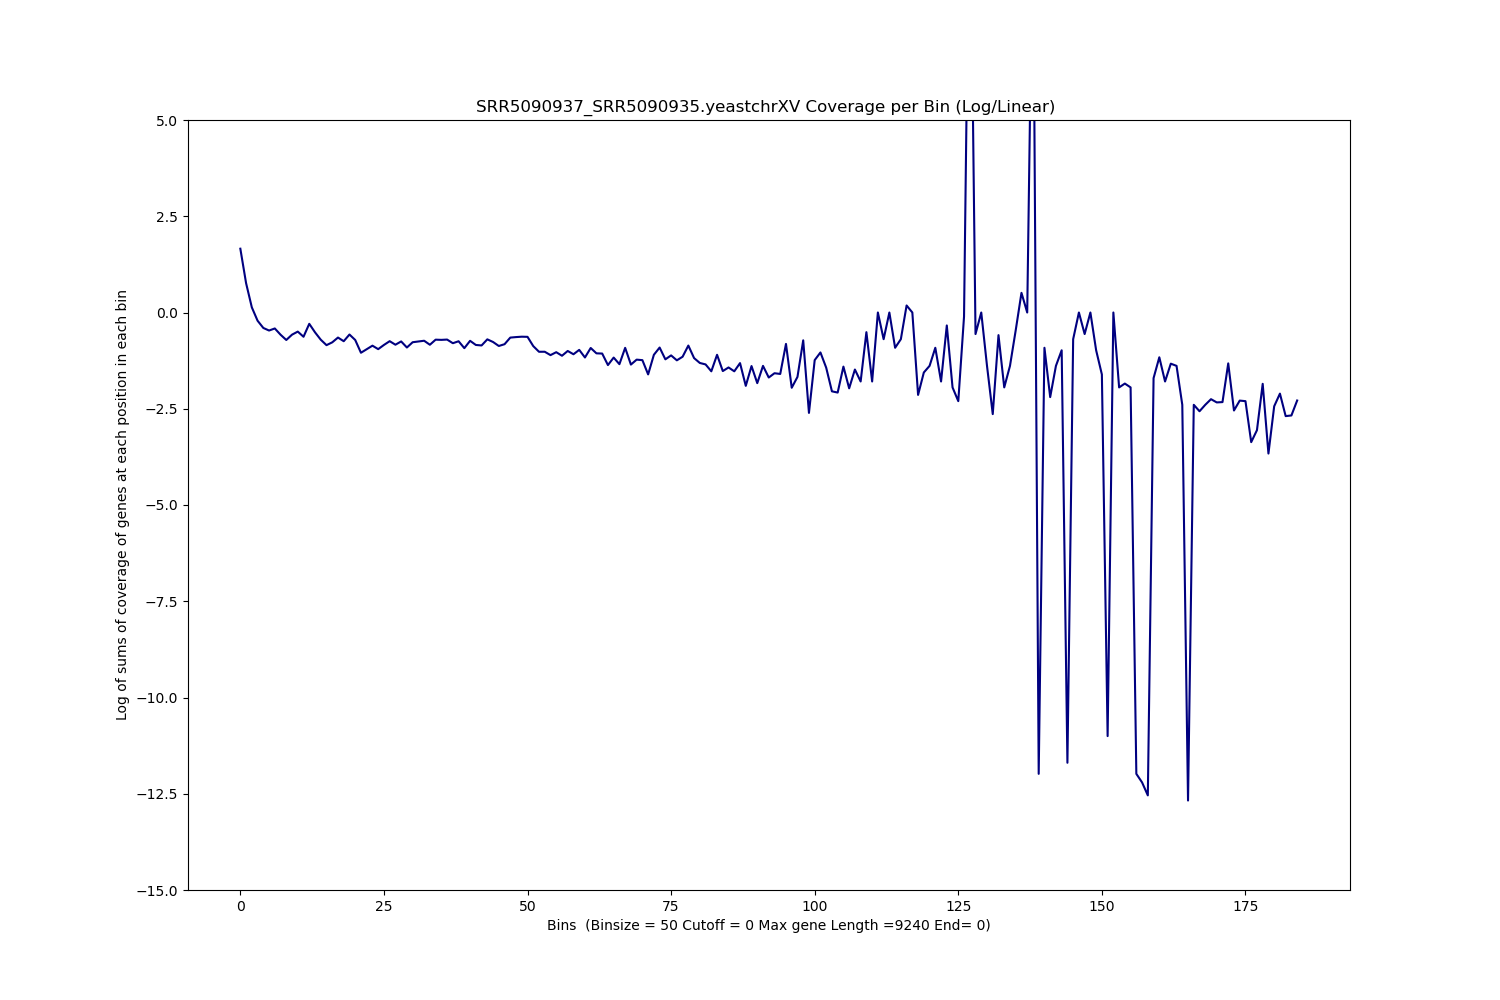 SRR5090937_SRR5090935.yeastchrXV Coverage per Bin (Log/Linear)
5.0
2.5
0.0
−2.5
−5.0
−7.5
−10.0
−12.5
−15.0
Log of sums of coverage of genes at each position in each bin
0 25 50 75 100 125 150 175
Bins  (Binsize = 50 Cutoff = 0 Max gene Length =9240 End= 0)